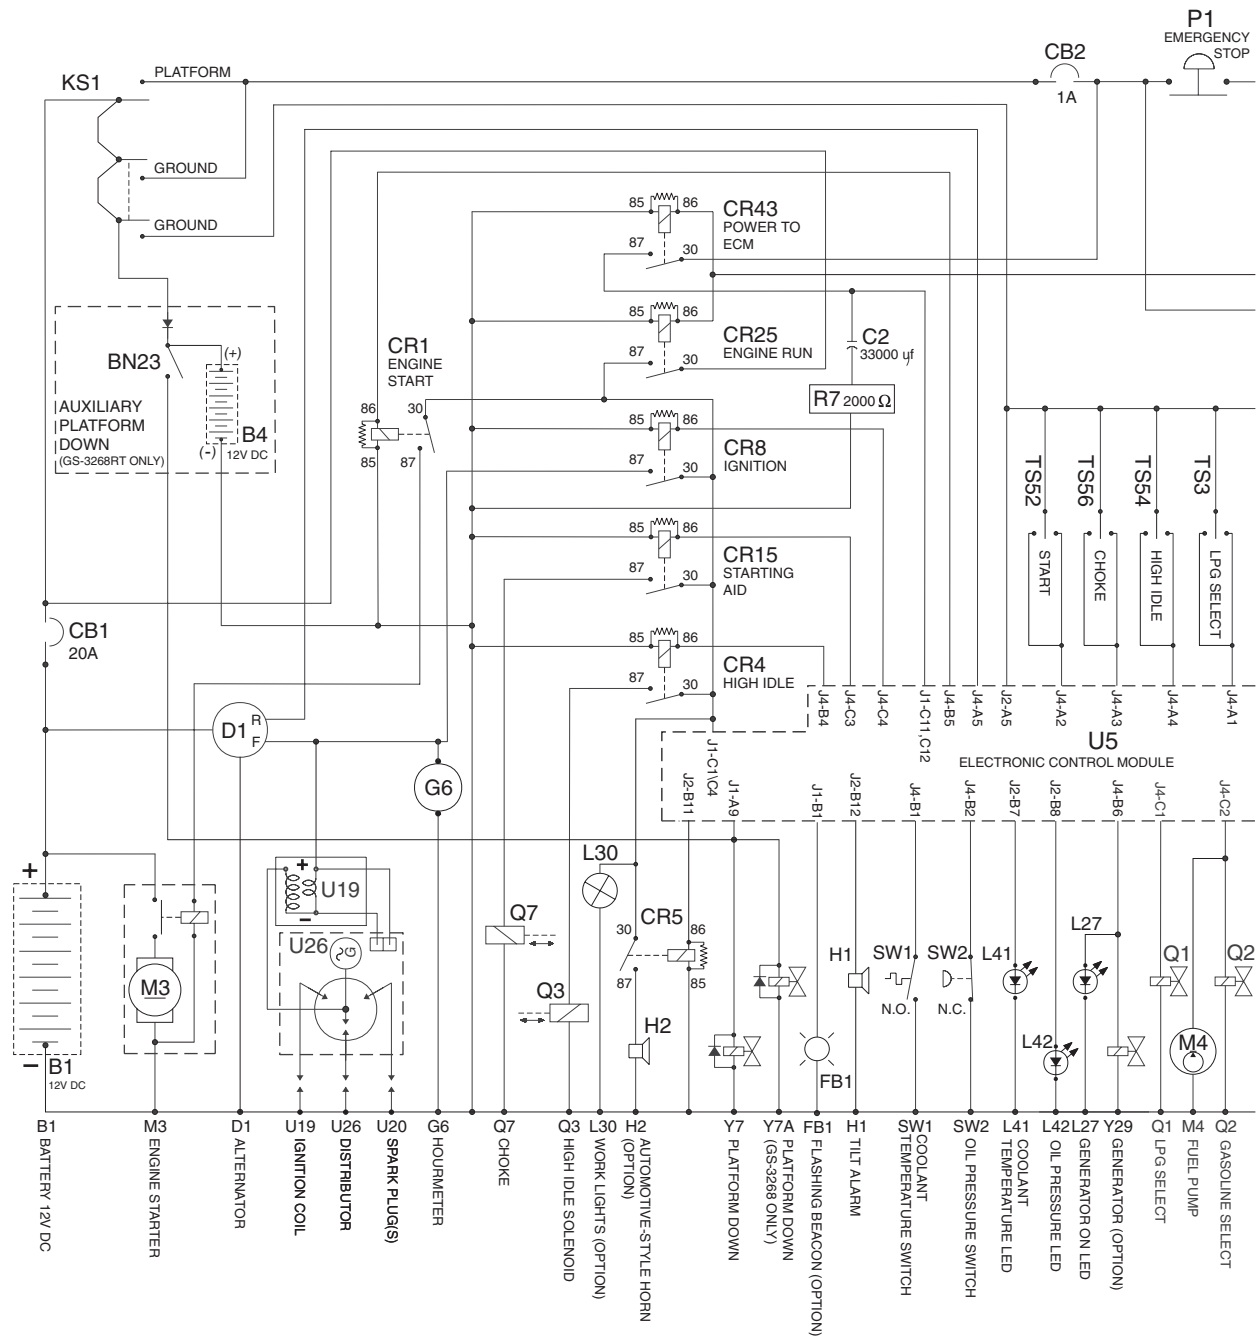 P1
EMERGENCY
STOP
CB2
1A
KS1
PLATFORM
GROUND
GROUND
85
86
CR43
POWER TO
ECM
87
30
85
86
CR25
ENGINE RUN
87
30
C2
33000 µf
R7 2000 Ω
BN23
(+)
AUXILIARY
PLATFORM
DOWN
(GS-3268RT ONLY)
(-)
B4
12V DC
CR1
ENGINE
START
86
30
85
87
85
86
CR8
IGNITION
87
30
85
86
CR15
STARTING
AID
87
30
85
86
CR4
HIGH IDLE
87
30
TS52
TS56
TS54
TS3
START
CHOKE
HIGH IDLE
LPG SELECT
CB1
20A
D1
R
F
G6
J4-B4
J4-C3
J4-C4
J1-C11,C12
J4-B5
J4-A5
J2-A5
J4-A2
J4-A3
J4-A4
J4-A1
U5
ELECTRONIC CONTROL MODULE
J2-B11
J1-C1\C4
J1-A9
J1-B1
J2-B12
J4-B1
J4-B2
J2-B7
J2-B8
J4-B6
J4-C1
J4-C2
+
–
B1
12V DC
M3
+
U19
–
U26
G
Q7
Q3
L30
30
CR5
86
87
85
H2
FB1
H1
SW1
N.O.
SW2
N.C.
L41
L42
L27
Q1
M4
Q2
B1
BATTERY 12V DC
M3
ENGINE STARTER
D1
ALTERNATOR
U19
IGNITION COIL
U26
DISTRIBUTOR
U20
SPARK PLUG(S)
G6
HOURMETER
Q7
CHOKE
Q3
HIGH IDLE SOLENOID
L30
WORK LIGHTS (OPTION)
H2
AUTOMOTIVE-STYLE HORN
(OPTION)
Y7
PLATFORM DOWN
Y7A
PLATFORM DOWN
(GS-3268 ONLY)
FB1
FLASHING BEACON (OPTION)
H1
TILT ALARM
SW1
COOLANT
TEMPERATURE SWITCH
SW2
OIL PRESSURE SWITCH
L41
COOLANT
TEMPERATURE LED
L42
OIL PRESSURE LED
L27
GENERATOR ON LED
Y29
GENERATOR (OPTION)
Q1
LPG SELECT
M4
FUEL PUMP
Q2
GASOLINE SELECT